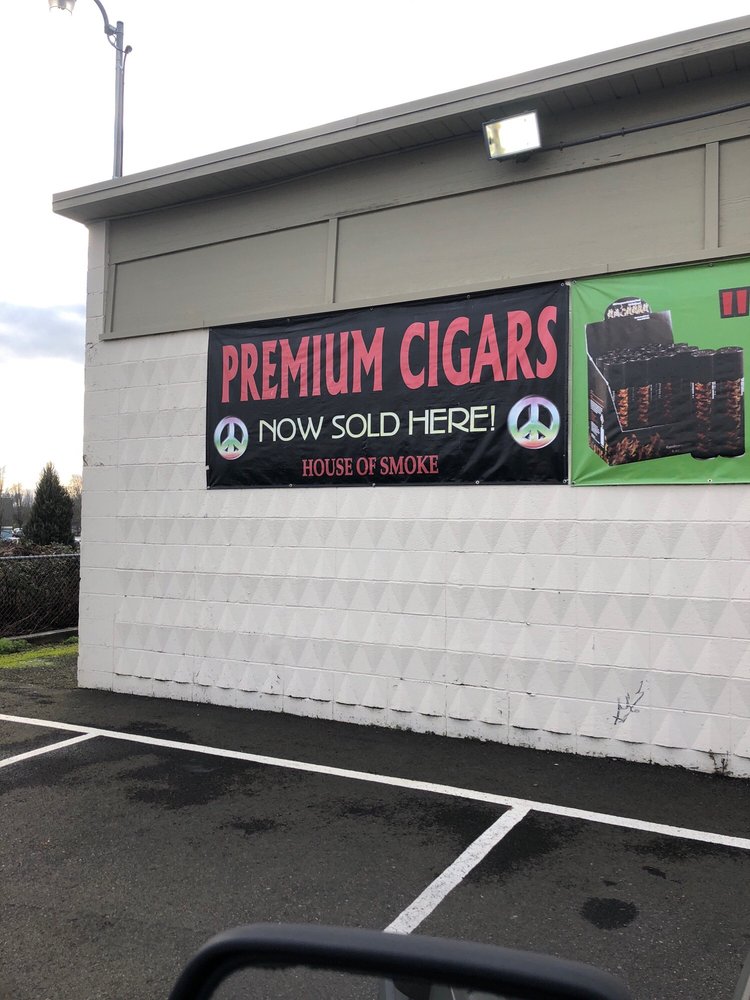 PREMIUM CIGARS
NOW SOLD HERE!
HOUSE OF SMOKE
"